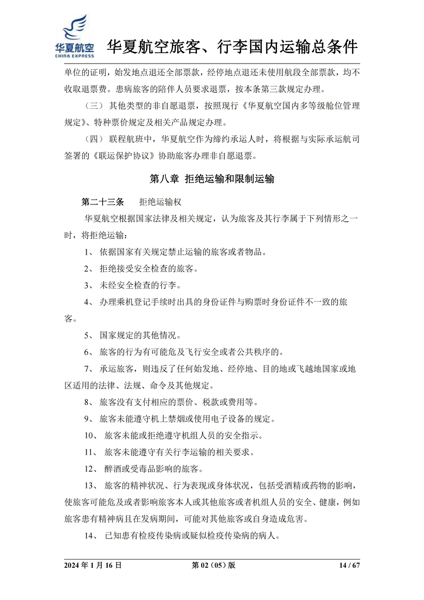 华夏航空
CHINA EXPRESS
华夏航空旅客、行李国内运输总条件
单位的证明，始发地点退还全部票款，经停地点退还未使用航段全部票款，均不
收取退票费。患病旅客的陪伴人员要求退票，按本条第三款规定办理。
（三） 其他类型的非自愿退票，按照现行《华夏航空国内多等级舱位管理
规定》、特种票价规定及相关产品规定办理。
（四） 联程航班中，华夏航空作为缔约承运人时，将根据与实际承运航司
签署的《联运保护协议》协助旅客办理非自愿退票。
第八章 拒绝运输和限制运输
第二十三条 拒绝运输权
华夏航空根据国家法律及相关规定，认为旅客及其行李属于下列情形之一
时，将拒绝运输：
1、 依据国家有关规定禁止运输的旅客或者物品。
2、 拒绝接受安全检查的旅客。
3、 未经安全检查的行李。
4、 办理乘机登记手续时出具的身份证件与购票时身份证件不一致的旅
客。
5、 国家规定的其他情况。
6、 旅客的行为有可能危及飞行安全或者公共秩序的。
7、 承运旅客，则违反了任何始发地、经停地、目的地或飞越地国家或地
区适用的法律、法规、命令及其他规定。
8、 旅客没有支付相应的票价、税款或费用等。
9、 旅客未能遵守机上禁烟或使用电子设备的规定。
10、 旅客未能或拒绝遵守机组人员的安全指示。
11、 旅客未能遵守有关行李运输的相关要求。
12、 醉酒或受毒品影响的旅客。
13、 旅客的精神状况、行为表现或身体状况，包括受酒精或药物的影响，
使旅客可能危及或者影响旅客本人或其他旅客或者机组人员的安全、健康，例如
旅客患有精神病且在发病期间，可能对其他旅客或自身造成危害。
14、 已知患有检疫传染病或疑似检疫传染病的病人。
2024 年 1 月 16 日 第 02（05）版 14 / 67